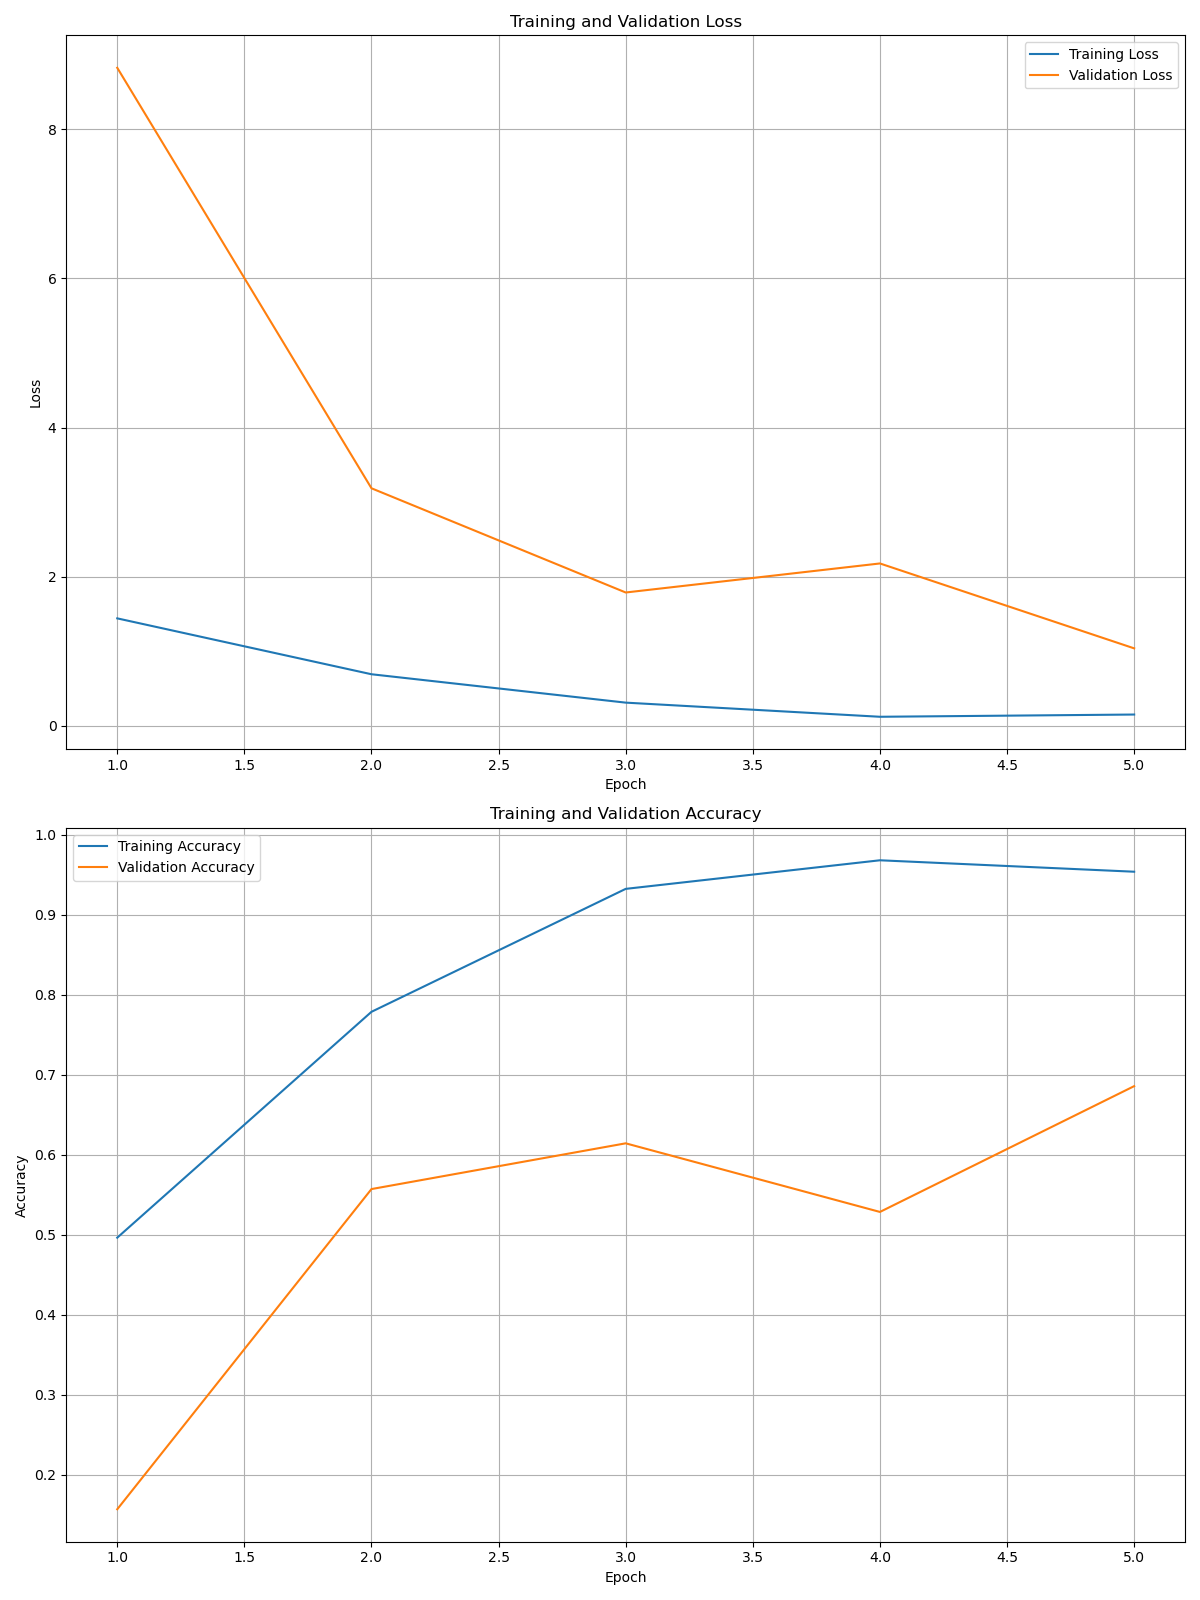 Training and Validation Loss
Training Loss
Validation Loss
8
6
4
2
0
Loss
1.0 1.5 2.0 2.5 3.0 3.5 4.0 4.5 5.0
Epoch
Training and Validation Accuracy
Training Accuracy
Validation Accuracy
1.0
0.9
0.8
0.7
0.6
0.5
0.4
0.3
0.2
Accuracy
1.0 1.5 2.0 2.5 3.0 3.5 4.0 4.5 5.0
Epoch